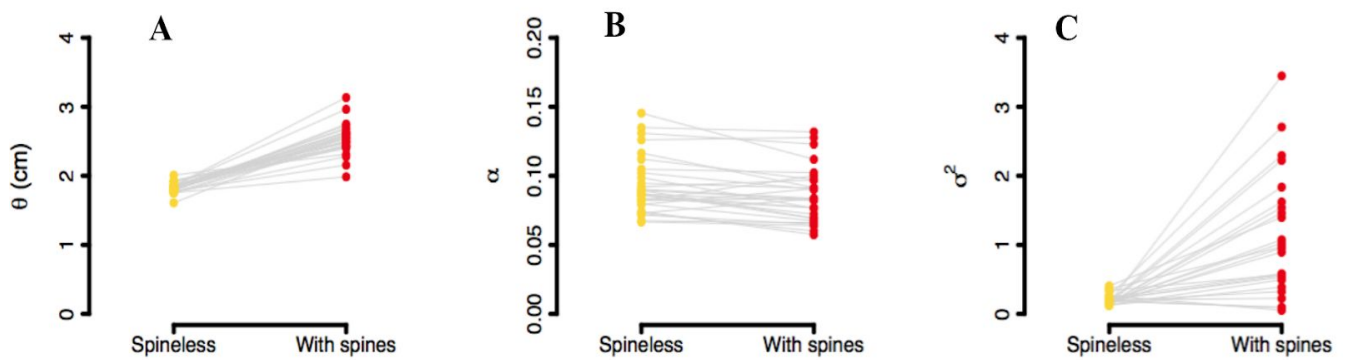 A
B
C
θ (cm)
4
3
2
1
0
Spineless
With spines
α
0.20
0.15
0.10
0.05
0.00
Spineless
With spines
σ²
4
3
2
1
0
Spineless
With spines